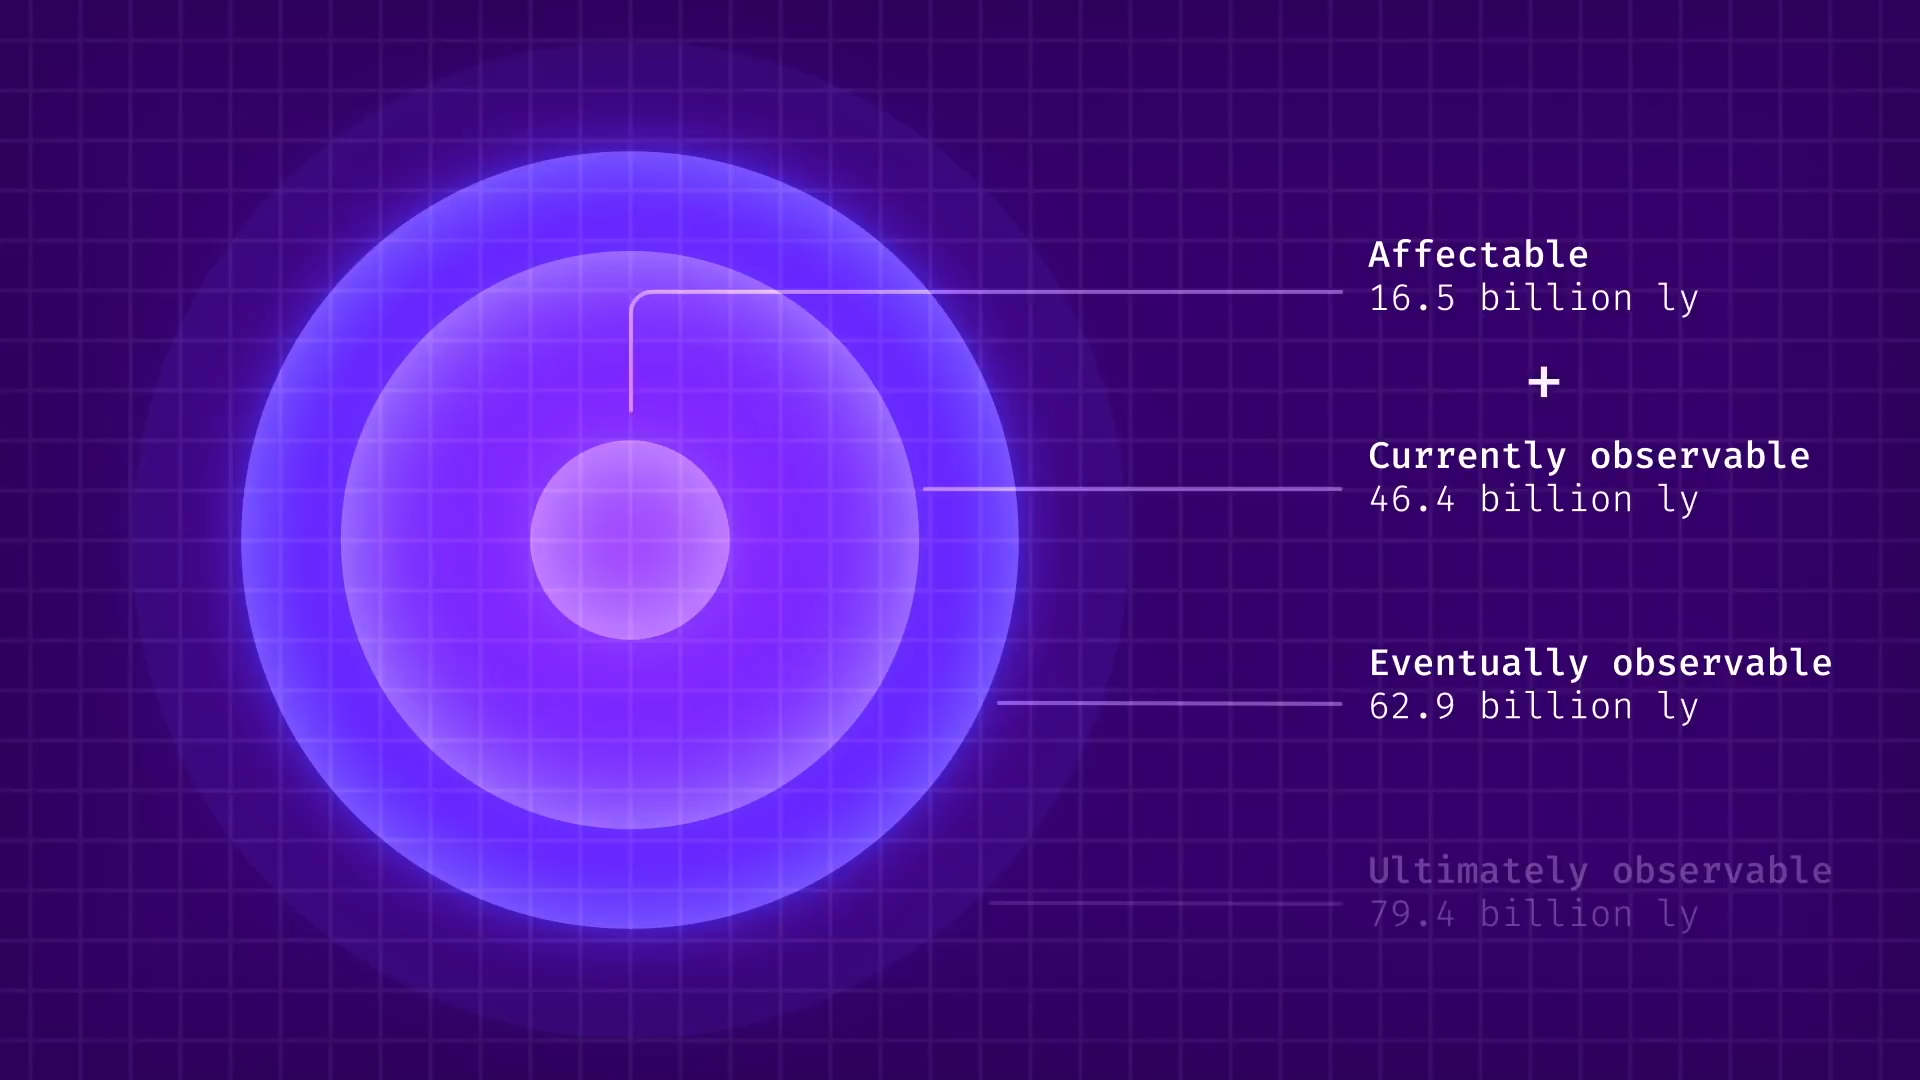 Affectable
16.5 billion ly
+
Currently observable
46.4 billion ly
Eventually observable
62.9 billion ly
Ultimately observable
79.4 billion ly